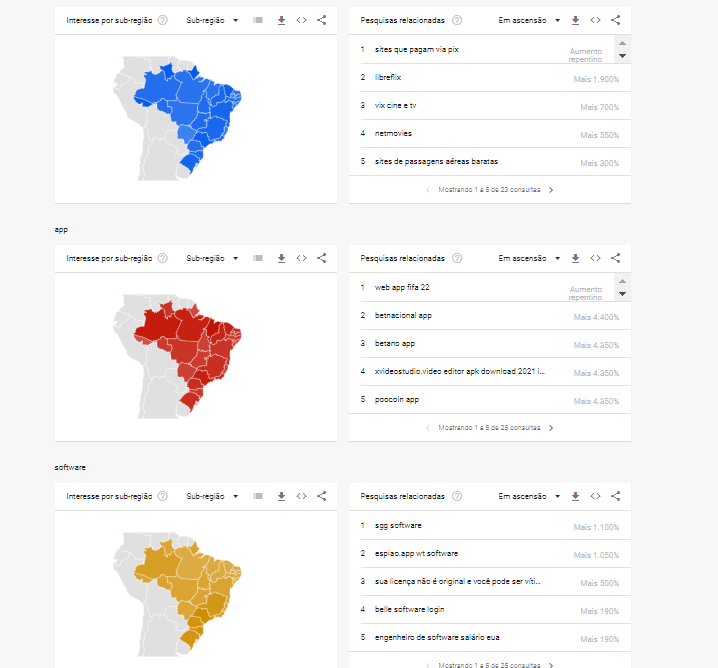 Interesse por sub-região
Sub-região
Pesquisas relacionadas
Em ascensão
1 sites que pagam via pix Aumento repentino
2 libreflix Mais 1.900%
3 vix cine e tv Mais 700%
4 netmovies Mais 550%
5 sites de passagens aéreas baratas Mais 300%
Mostrando 1 a 5 de 23 consultas
app
Interesse por sub-região
Sub-região
Pesquisas relacionadas
Em ascensão
1 web app fifa 22 Aumento repentino
2 betnacional app Mais 4.400%
3 betano app Mais 4.350%
4 xvideostudio.video editor apk download 2021 i... Mais 4.350%
5 poocoin app Mais 4.350%
Mostrando 1 a 5 de 25 consultas
software
Interesse por sub-região
Sub-região
Pesquisas relacionadas
Em ascensão
1 sgg software Mais 1.100%
2 espiao.app wt software Mais 1.050%
3 sua licença não é original e você pode ser víti... Mais 500%
4 belle software login Mais 190%
5 engenheiro de software salário eua Mais 190%
Mostrando 1 a 5 de 25 consultas